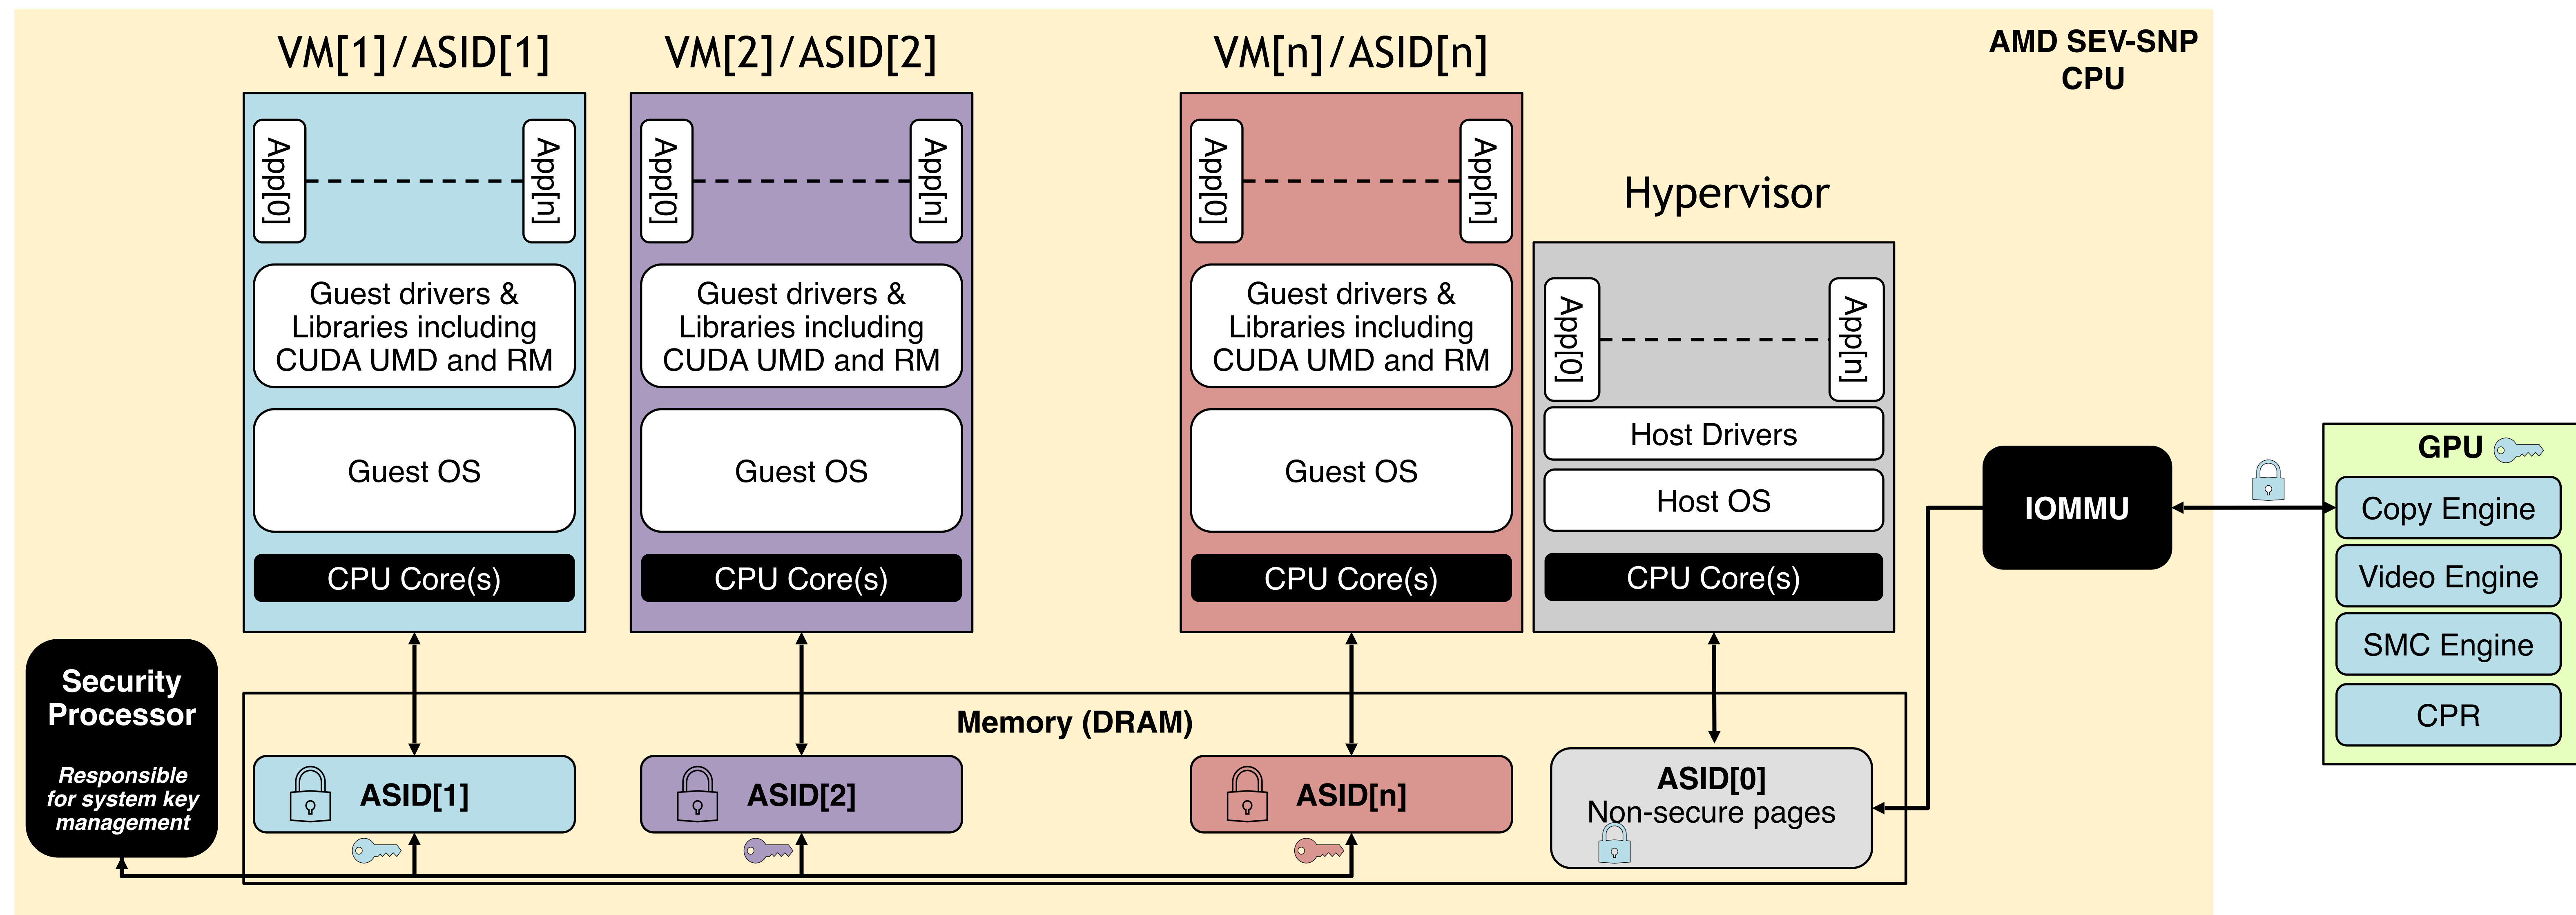 VM[1]/ASID[1]
VM[2]/ASID[2]
VM[n]/ASID[n]
AMD SEV-SNP
CPU
App[0]
App[n]
Guest drivers &
Libraries including
CUDA UMD and RM
Guest OS
CPU Core(s)
App[0]
App[n]
Guest drivers &
Libraries including
CUDA UMD and RM
Guest OS
CPU Core(s)
App[0]
App[n]
Guest drivers &
Libraries including
CUDA UMD and RM
Guest OS
CPU Core(s)
Hypervisor
App[0]
App[n]
Host Drivers
Host OS
CPU Core(s)
IOMMU
GPU
Copy Engine
Video Engine
SMC Engine
CPR
Security
Processor
Responsible
for system key
management
Memory (DRAM)
ASID[1]
ASID[2]
ASID[n]
ASID[0]
Non-secure pages